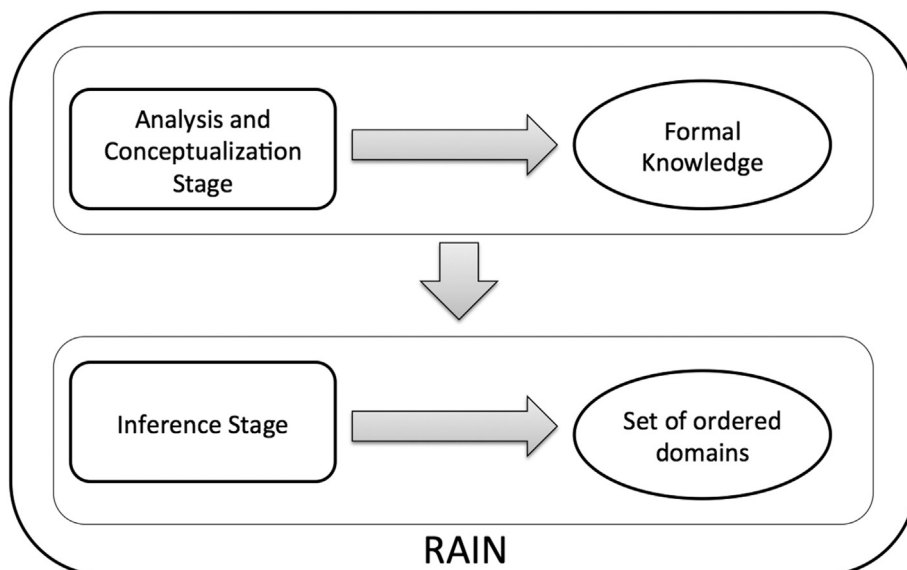 Analysis and
Conceptualization
Stage
Formal
Knowledge
Inference Stage
Set of ordered
domains
RAIN